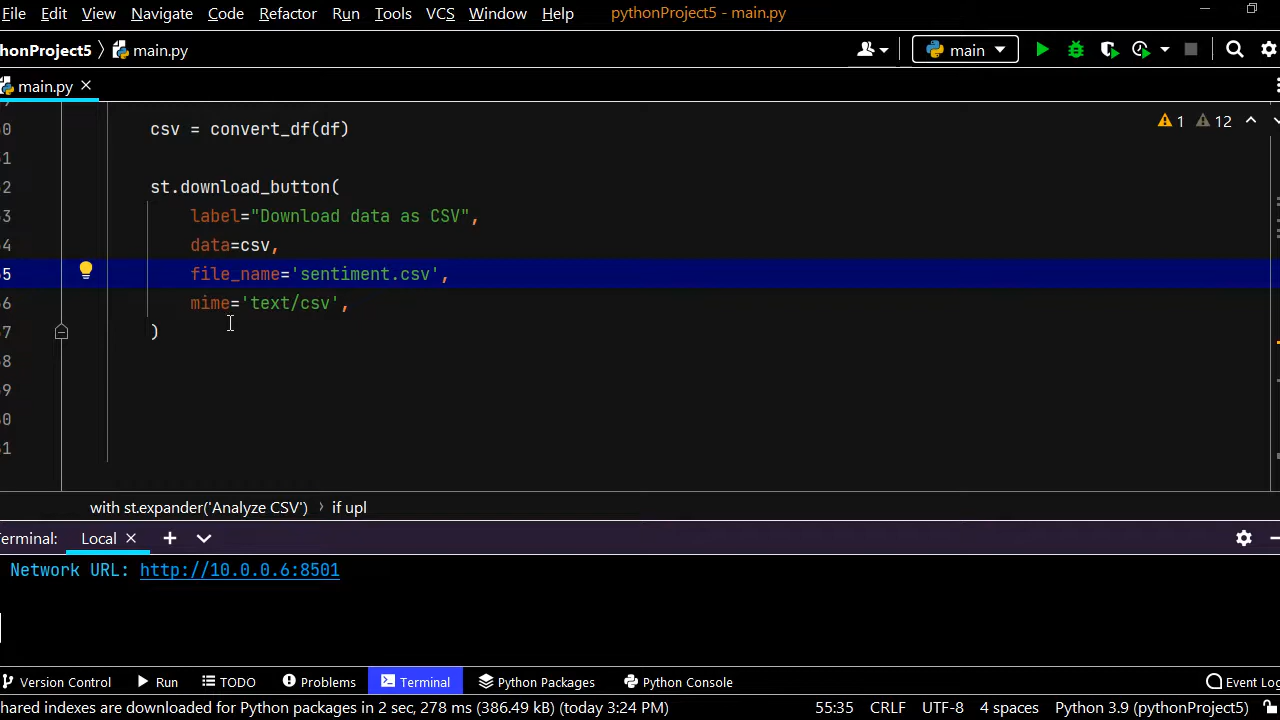 File Edit View Navigate Code Refactor Run Tools VCS Window Help pythonProject5 - main.py
honProject5 main.py main
main.py
0 csv = convert_df(df) 1 12
1
2 st.download_button(
3 label="Download data as CSV",
4 data=csv,
5 file_name='sentiment.csv',
6 mime='text/csv',
7 )
8
9
0
1
with st.expander('Analyze CSV') › if upl
erminal: Local
Network URL: http://10.0.0.6:8501
Version Control Run TODO Problems Terminal Python Packages Python Console Event Log
hared indexes are downloaded for Python packages in 2 sec, 278 ms (386.49 kB) (today 3:24 PM) 55:35 CRLF UTF-8 4 spaces Python 3.9 (pythonProject5)